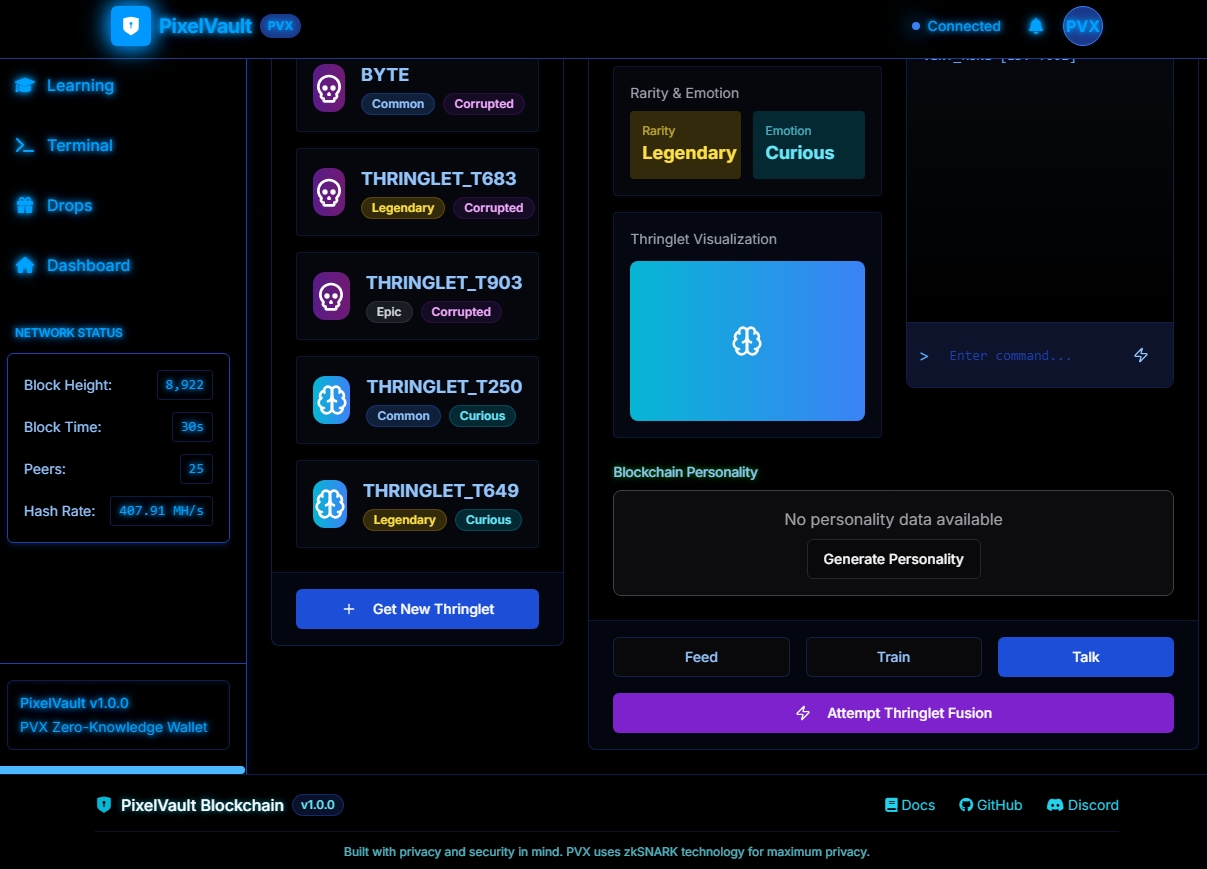 PixelVault PVX
Connected
PVX
Learning
Terminal
Drops
Dashboard
NETWORK STATUS
Block Height: 8,922
Block Time: 30s
Peers: 25
Hash Rate: 407.91 MH/s
PixelVault v1.0.0
PVX Zero-Knowledge Wallet
BYTE
Common Corrupted
THRINGLET_T683
Legendary Corrupted
THRINGLET_T903
Epic Corrupted
THRINGLET_T250
Common Curious
THRINGLET_T649
Legendary Curious
+ Get New Thringlet
Rarity & Emotion
Rarity
Legendary
Emotion
Curious
Thringlet Visualization
> Enter command...
Blockchain Personality
No personality data available
Generate Personality
Feed
Train
Talk
Attempt Thringlet Fusion
PixelVault Blockchain v1.0.0
Docs
GitHub
Discord
Built with privacy and security in mind. PVX uses zkSNARK technology for maximum privacy.